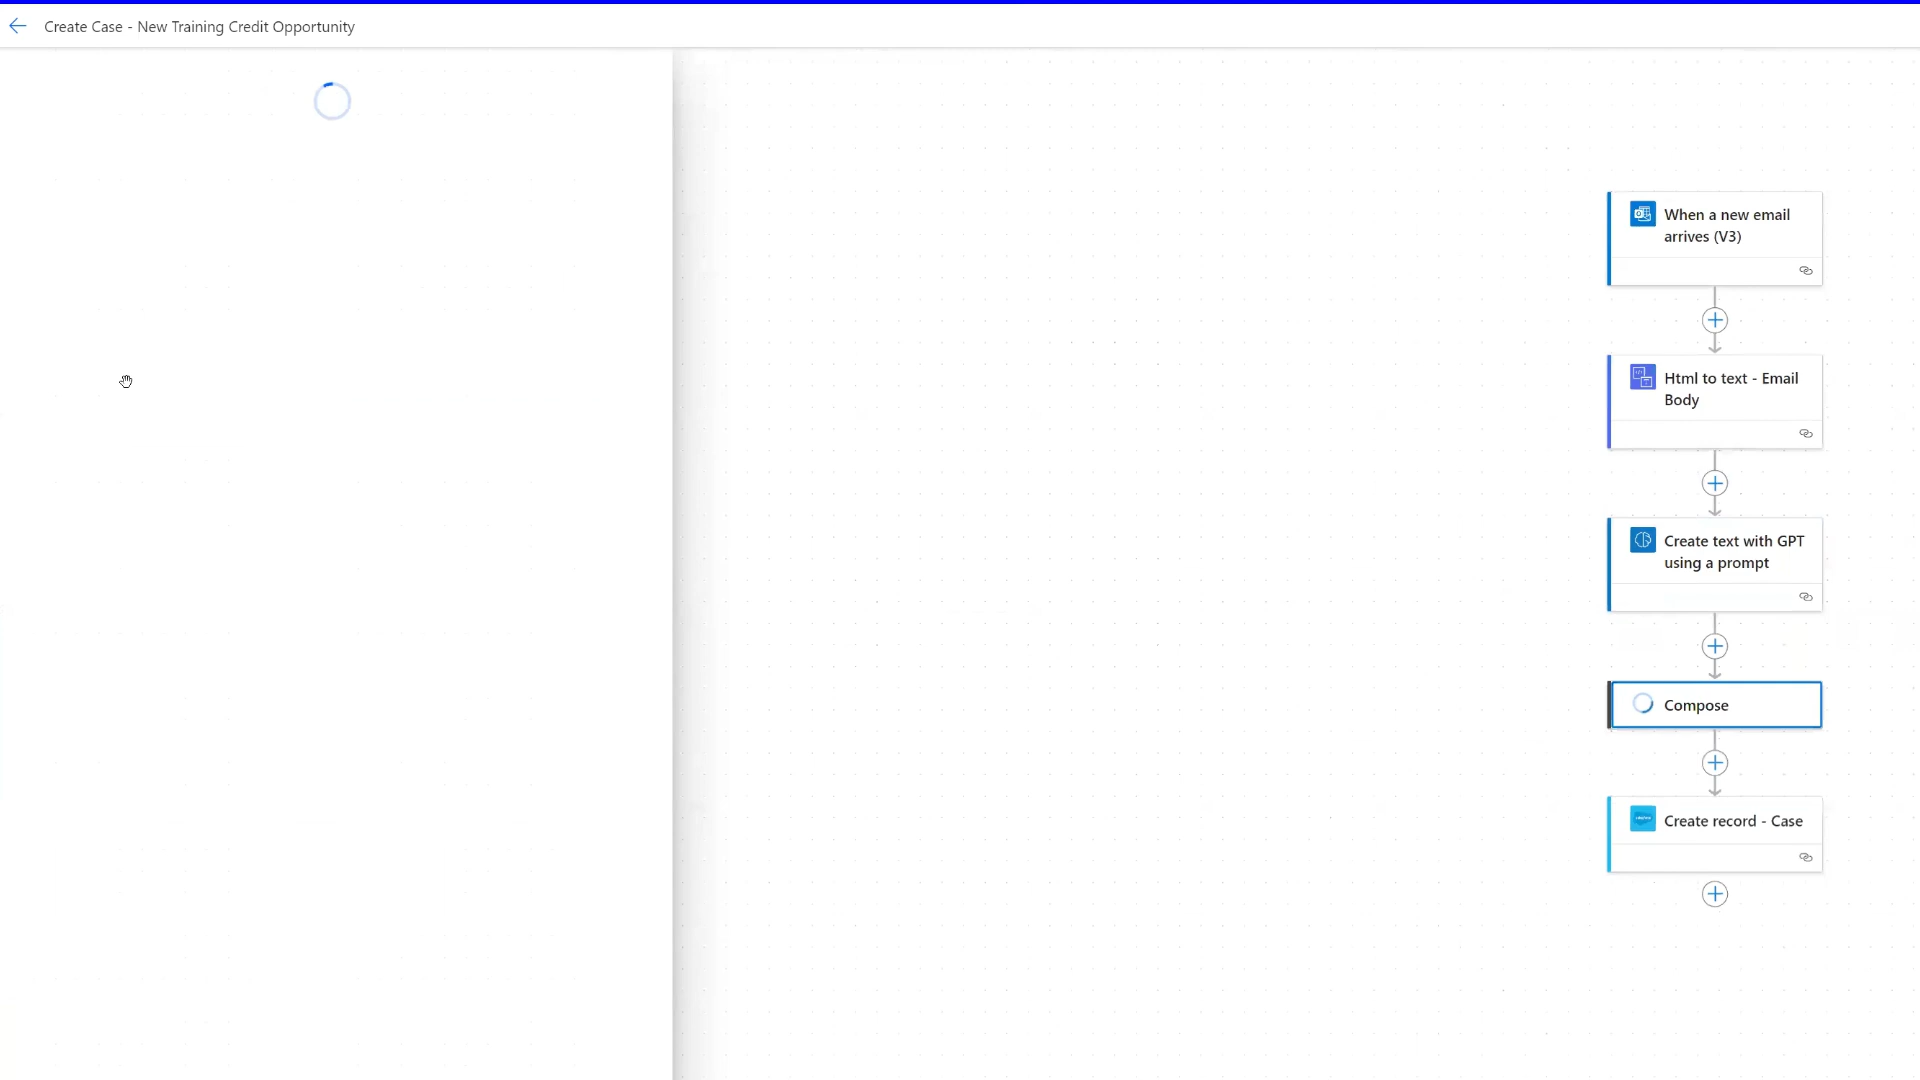 Create Case - New Training Credit Opportunity
When a new email
arrives (V3)
Html to text - Email
Body
Create text with GPT
using a prompt
Compose
Create record - Case